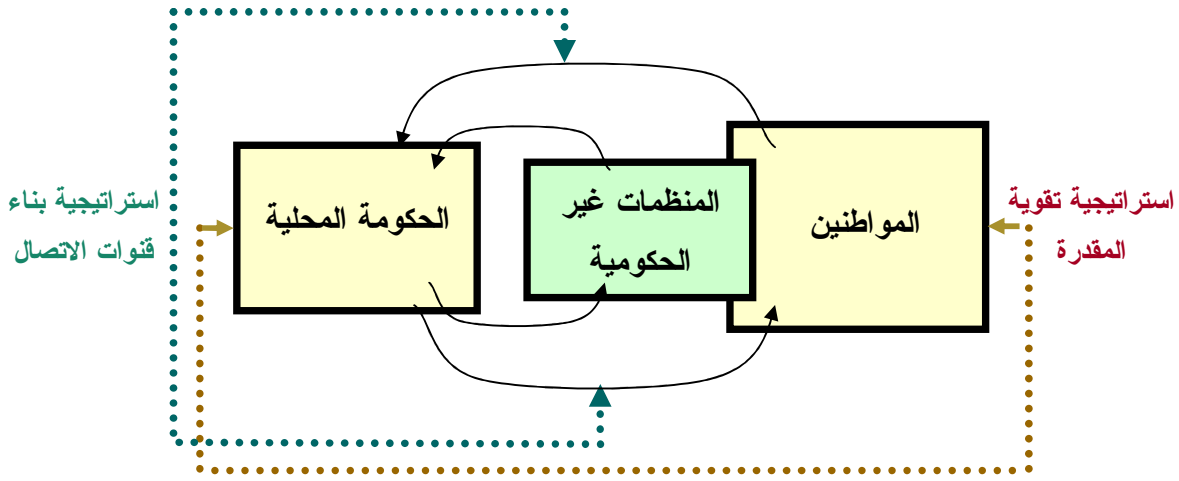 استراتيجية تقوية
المقدرة
المواطنين
المنظمات غير
الحكومية
الحكومة المحلية
استراتيجية بناء
قنوات الاتصال